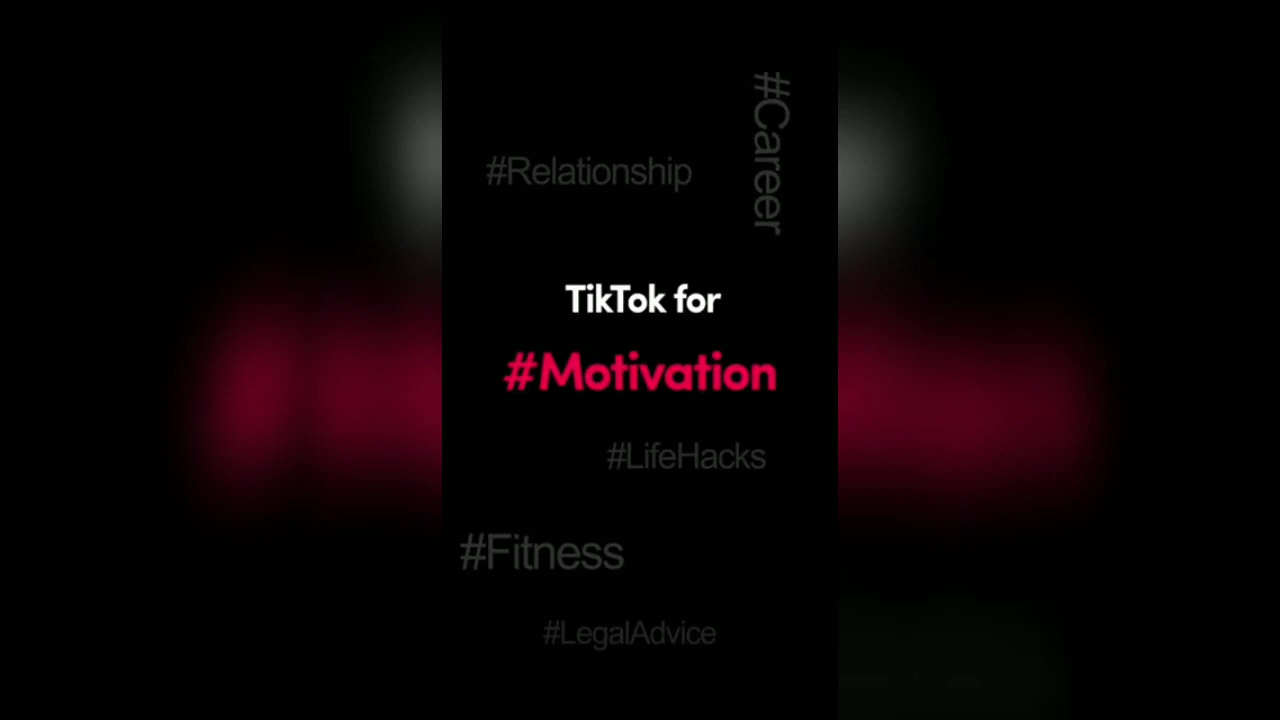 #Career
#Relationship
TikTok for
#Motivation
#LifeHacks
#Fitness
#LegalAdvice